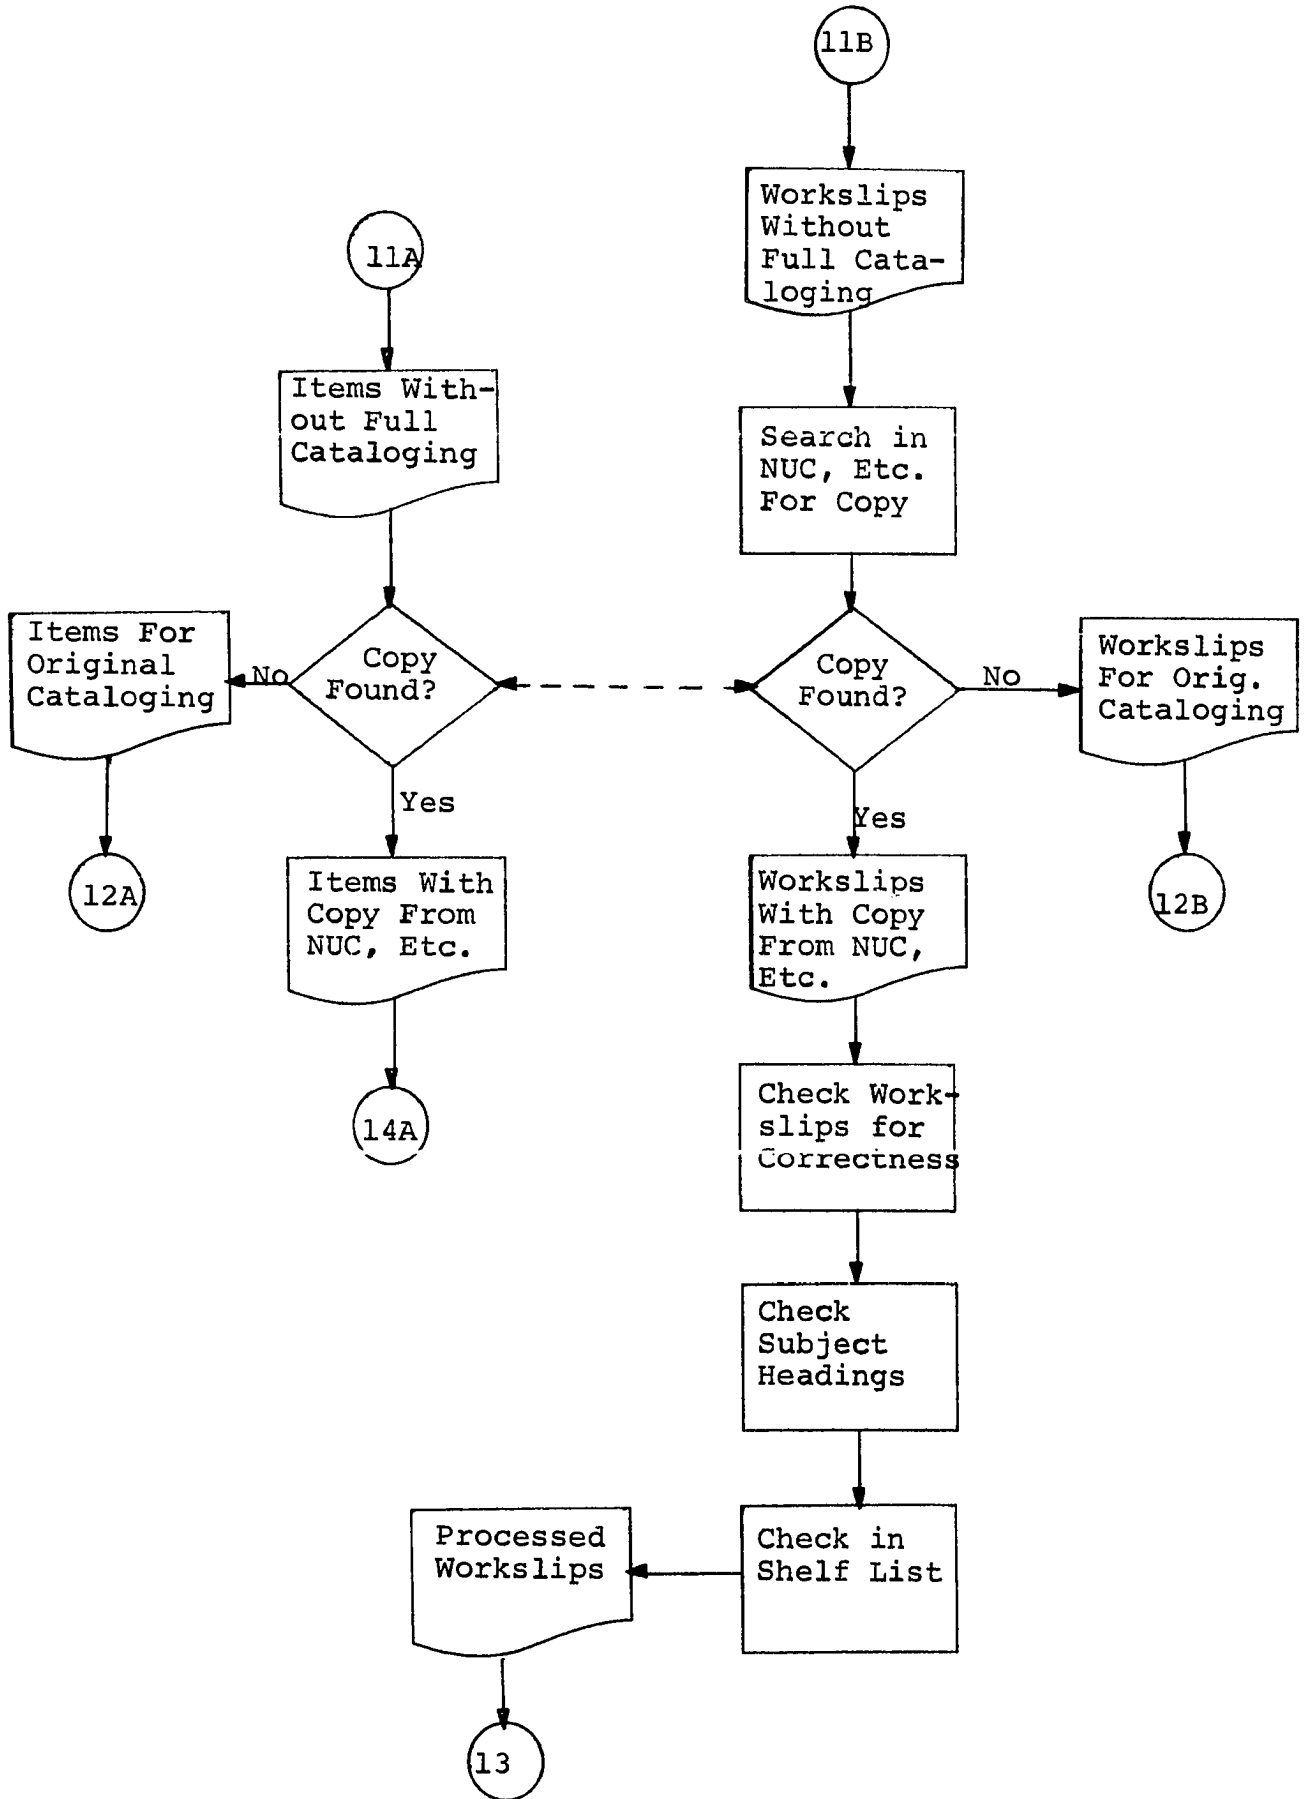 11B
Workslips
Without
Full Cata-
loging
11A
Items With-
out Full
Cataloging
Search in
NUC, Etc.
For Copy
Items For
Original
Cataloging
No
Copy
Found?
Copy
Found?
No
Workslips
For Orig.
Cataloging
Yes
Yes
12A
Items With
Copy From
NUC, Etc.
Workslips
With Copy
From NUC,
Etc.
12B
14A
Check Work-
slips for
Correctness
Check
Subject
Headings
Check in
Shelf List
Processed
Workslips
13